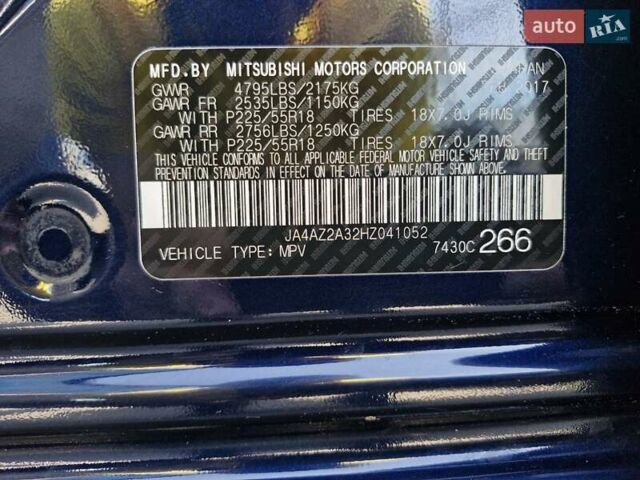 auto RIA
MFD.BY MITSUBISHI MOTORS CORPORATION
GVWR 4795LBS/2175KG 2017
GAWR FR 2535LBS/1150KG
WITH P225/55R18 TIRES 18X7.0J RIMS
GAWR RR 2756LBS/1250KG
WITH P225/55R18 TIRES 18X7.0J RIMS
THIS VEHICLE CONFORMS TO ALL APPLICABLE FEDERAL MOTOR VEHICLE SAFETY AND THEFT
PREVENTION STANDARDS IN EFFECT ON THE DATE OF MANUFACTURE SHOWN ABOVE.
JA4AZ2A32HZ041052
VEHICLE TYPE: MPV 7430C 266